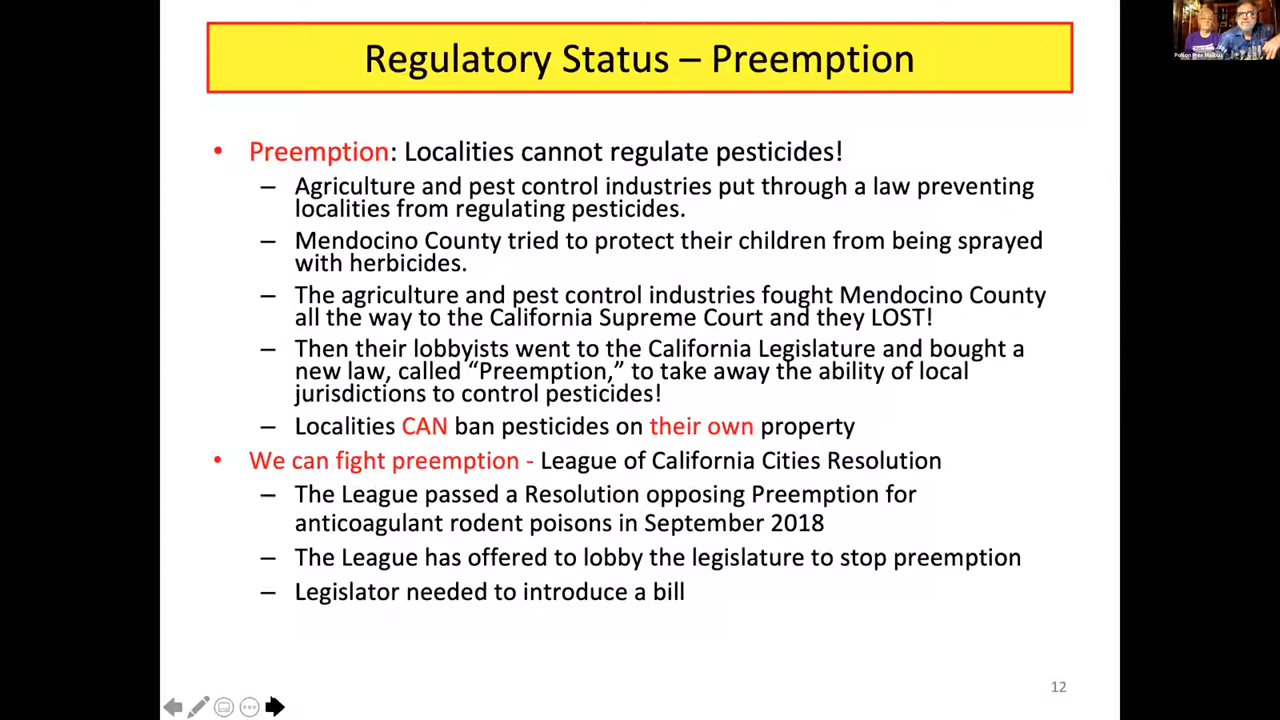 Regulatory Status – Preemption
• Preemption: Localities cannot regulate pesticides!
– Agriculture and pest control industries put through a law preventing
localities from regulating pesticides.
– Mendocino County tried to protect their children from being sprayed
with herbicides.
– The agriculture and pest control industries fought Mendocino County
all the way to the California Supreme Court and they LOST!
– Then their lobbyists went to the California Legislature and bought a
new law, called “Preemption,” to take away the ability of local
jurisdictions to control pesticides!
– Localities CAN ban pesticides on their own property
• We can fight preemption - League of California Cities Resolution
– The League passed a Resolution opposing Preemption for
anticoagulant rodent poisons in September 2018
– The League has offered to lobby the legislature to stop preemption
– Legislator needed to introduce a bill
12
Poison Free Malibu